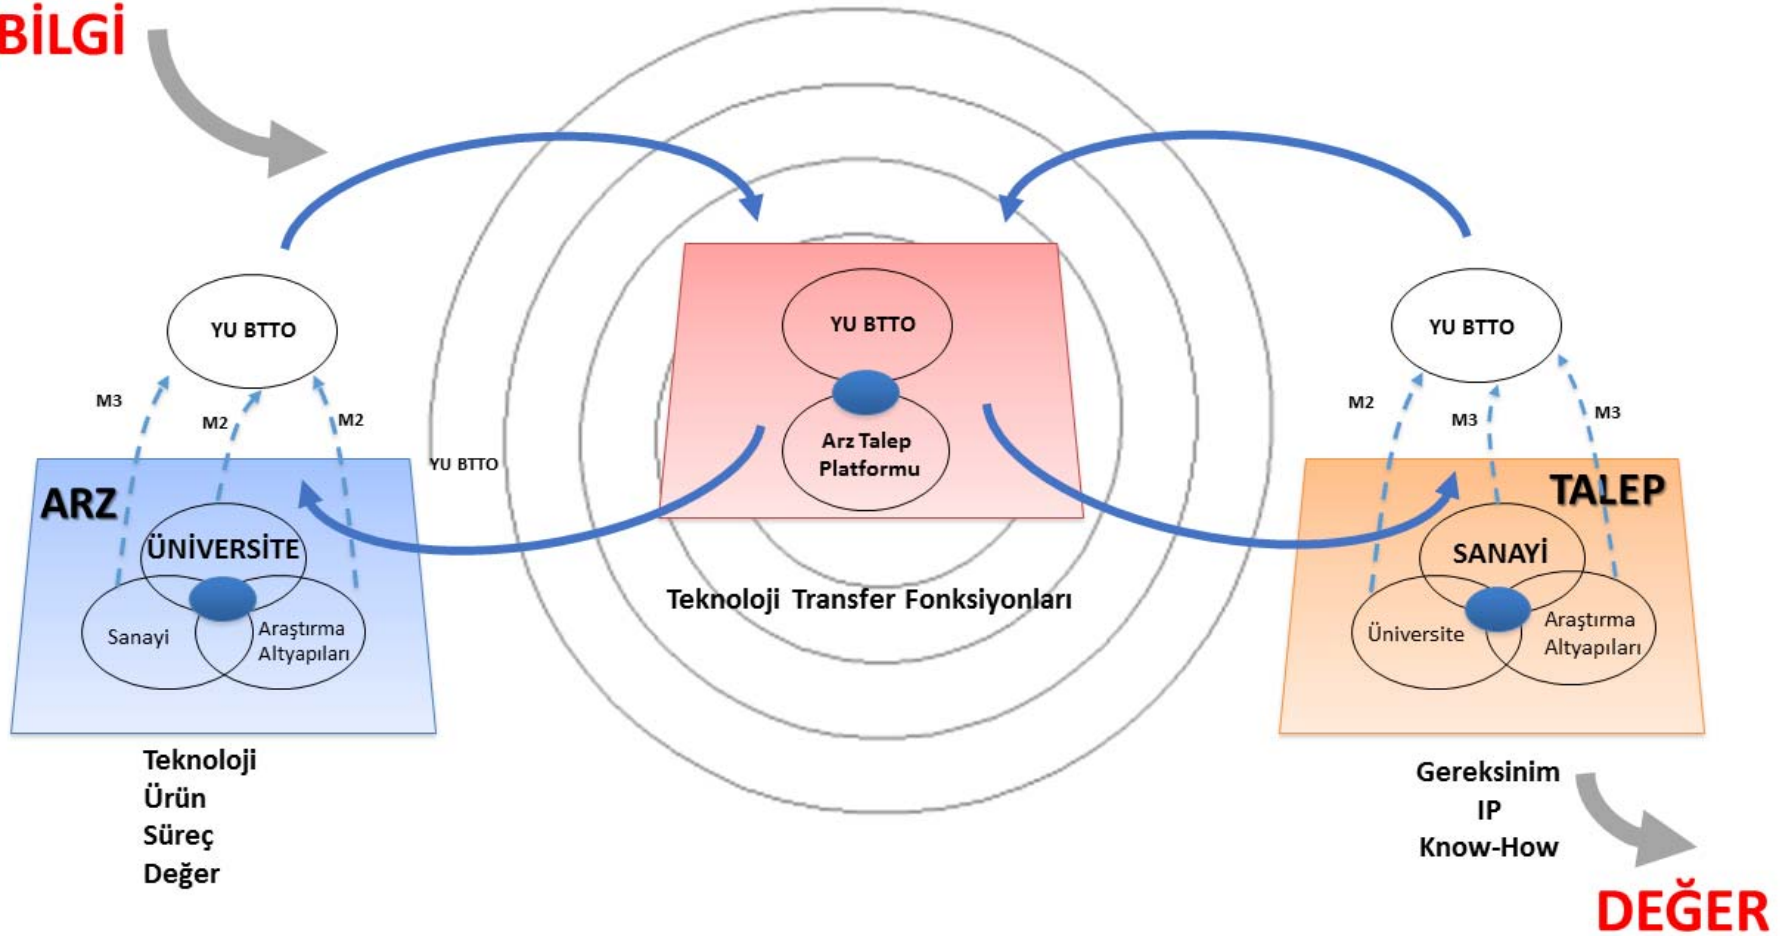 BİLGİ
YU BTTO
M3
M2
M2
ARZ
ÜNİVERSİTE
Sanayi
Araştırma
Altyapıları
Teknoloji
Ürün
Süreç
Değer
YU BTTO
YU BTTO
Arz Talep
Platformu
Teknoloji Transfer Fonksiyonları
YU BTTO
M2
M3
M3
TALEP
SANAYİ
Üniversite
Araştırma
Altyapıları
Gereksinim
IP
Know-How
DEĞER